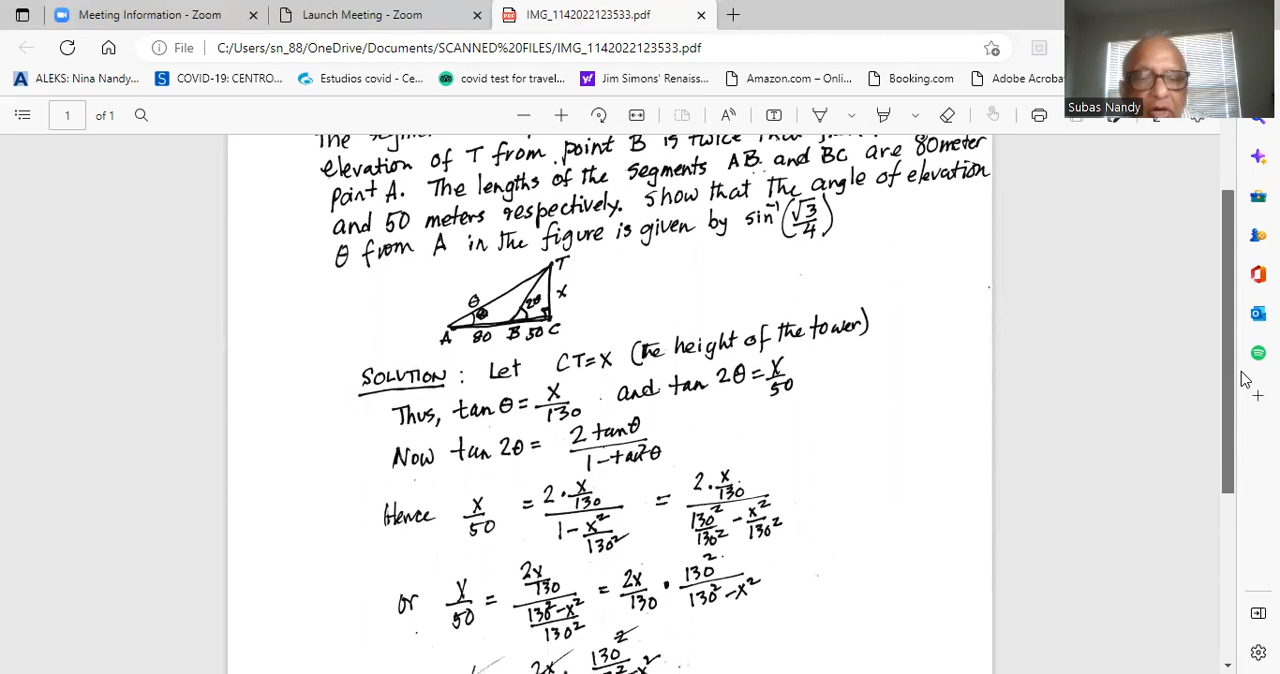 Meeting Information - Zoom
Launch Meeting - Zoom
IMG_1142022123533.pdf
File
C:/Users/sn_88/OneDrive/Documents/SCANNED%20FILES/IMG_1142022123533.pdf
ALEKS: Nina Nandy...
COVID-19: CENTRO...
Estudios covid - Ce...
covid test for travel...
Jim Simons' Renaiss...
Amazon.com – Onli...
Booking.com
Adobe Acroba
Subas Nandy
1 of 1
elevation of T from point B is twice
point A. The lengths of the segments AB and BC are 80 meter
and 50 meters respectively. Show that the angle of elevation
θ from A in the figure is given by sin⁻¹(√3/4)
T
θ
2θ
x
θ
A 80 B 50 C
SOLUTION : Let CT = x (the height of the tower)
Thus, tan θ = x/130 and tan 2θ = x/50
Now tan 2θ = 2 tanθ/1 - tan²θ
Hence x/50 = 2·x/130/1 - x²/130² = 2·x/130/130²/130² - x²/130²
or x/50 = 2x/130/130²-x²/130² = 2x/130 · 130²/130²-x²
2x 130²